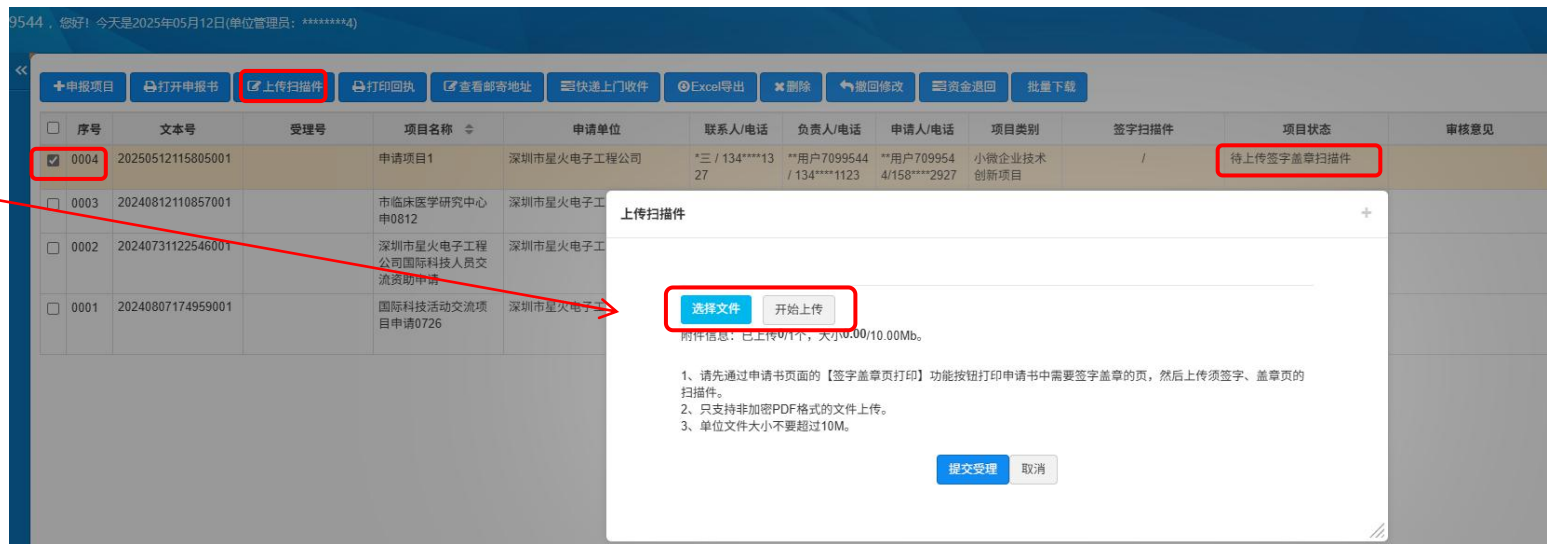 9544，您好！今天是2025年05月12日(单位管理员：********4)
申报项目 打开申报书 上传扫描件 打印回执 查看邮寄地址 快递上门收件 Excel导出 删除 撤回修改 资金退回 批量下载
序号 文本号 受理号 项目名称 申请单位 联系人/电话 负责人/电话 申请人/电话 项目类别 签字扫描件 项目状态 审核意见
0004 20250512115805001 申请项目1 深圳市星火电子工程公司 *三 / 134****13 **用户7099544 **用户709954 小微企业技术 / 待上传签字盖章扫描件
27 / 134****1123 4/158****2927 创新项目
0003 20240812110857001 市临床医学研究中心 深圳市星火电子工
申0812
0002 20240731122546001 深圳市星火电子工程 深圳市星火电子工
公司国际科技人员交
流资助申请
0001 20240807174959001 国际科技活动交流项 深圳市星火电子工
目申请0726
上传扫描件
选择文件 开始上传
附件信息：已上传0/1个，大小0.00/10.00Mb。
1、请先通过申请书页面的【签字盖章页打印】功能按钮打印申请书中需要签字盖章的页，然后上传须签字、盖章页的
扫描件。
2、只支持非加密PDF格式的文件上传。
3、单位文件大小不要超过10M。
提交受理 取消